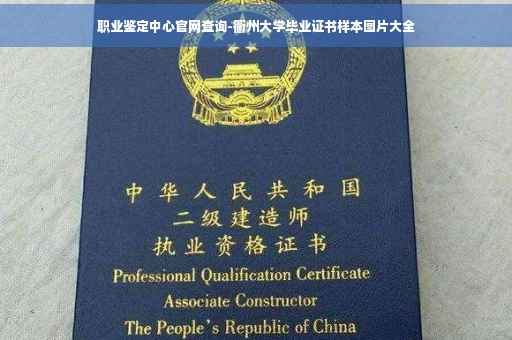 职业鉴定中心官网查询-衢州大学毕业证书样本图片大全
中华人民共和国
二级建造师
执业资格证书
Professional Qualification Certificate
Associate Constructor
The People's Republic of China